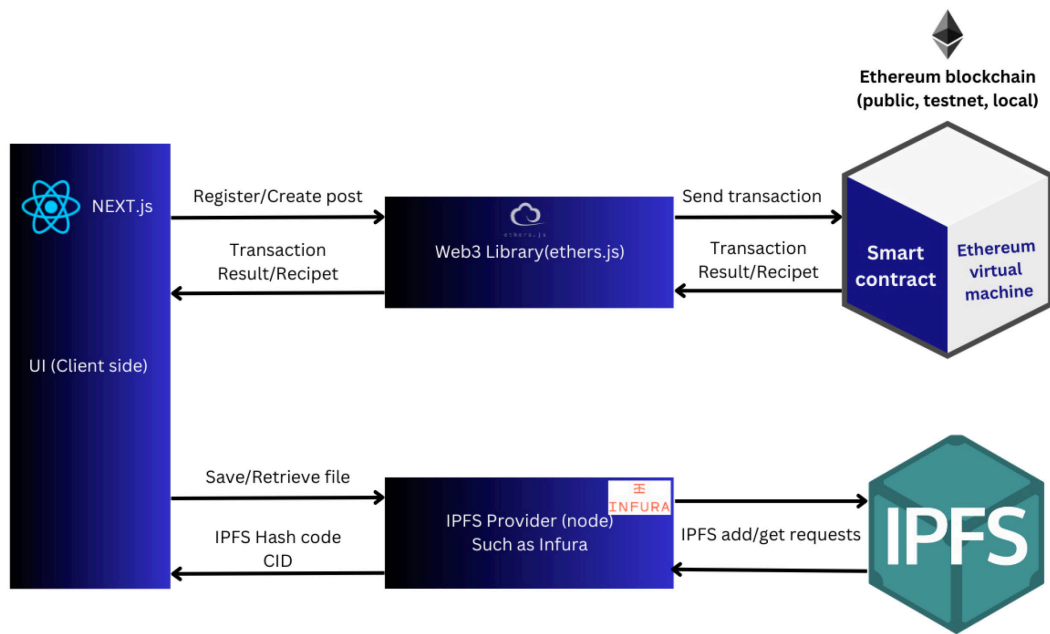 Ethereum blockchain
(public, testnet, local)
NEXT.js
Register/Create post
Send transaction
ethers.js
Web3 Library(ethers.js)
Transaction
Result/Recipet
Transaction
Result/Recipet
Smart
contract
Ethereum
virtual
machine
UI (Client side)
Save/Retrieve file
INFURA
IPFS Provider (node)
Such as Infura
IPFS Hash code
CID
IPFS add/get requests
IPFS